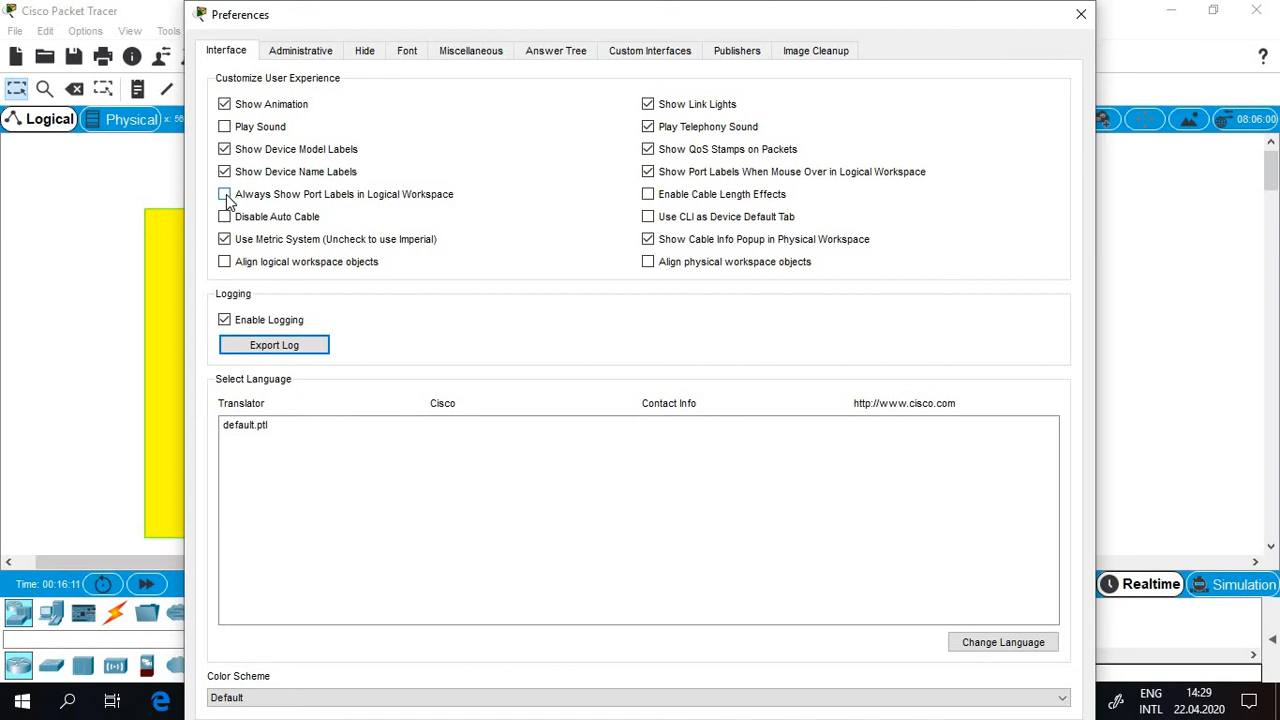 Cisco Packet Tracer
Preferences
File Edit Options View Tools
Interface Administrative Hide Font Miscellaneous Answer Tree Custom Interfaces Publishers Image Cleanup
Customize User Experience
Show Animation
Show Link Lights
Play Sound
Play Telephony Sound
Show Device Model Labels
Show QoS Stamps on Packets
Show Device Name Labels
Show Port Labels When Mouse Over in Logical Workspace
Always Show Port Labels in Logical Workspace
Enable Cable Length Effects
Disable Auto Cable
Use CLI as Device Default Tab
Use Metric System (Uncheck to use Imperial)
Show Cable Info Popup in Physical Workspace
Align logical workspace objects
Align physical workspace objects
Logical Physical x: 56
08:06:00
Logging
Enable Logging
Export Log
Select Language
Translator Cisco Contact Info http://www.cisco.com
default.ptl
Change Language
Time: 00:16:11
Realtime Simulation
Color Scheme
Default
ENG
INTL
14:29
22.04.2020